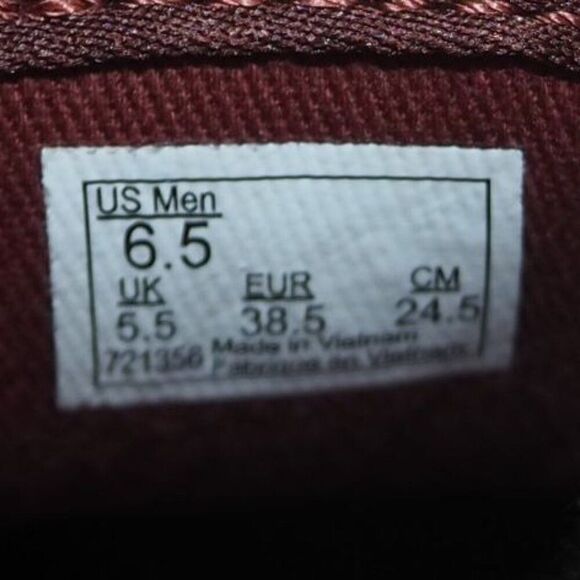 US Men
6.5
UK EUR CM
5.5 38.5 24.5
721356 Made in Vietnam
Fabriqué en Vietnam